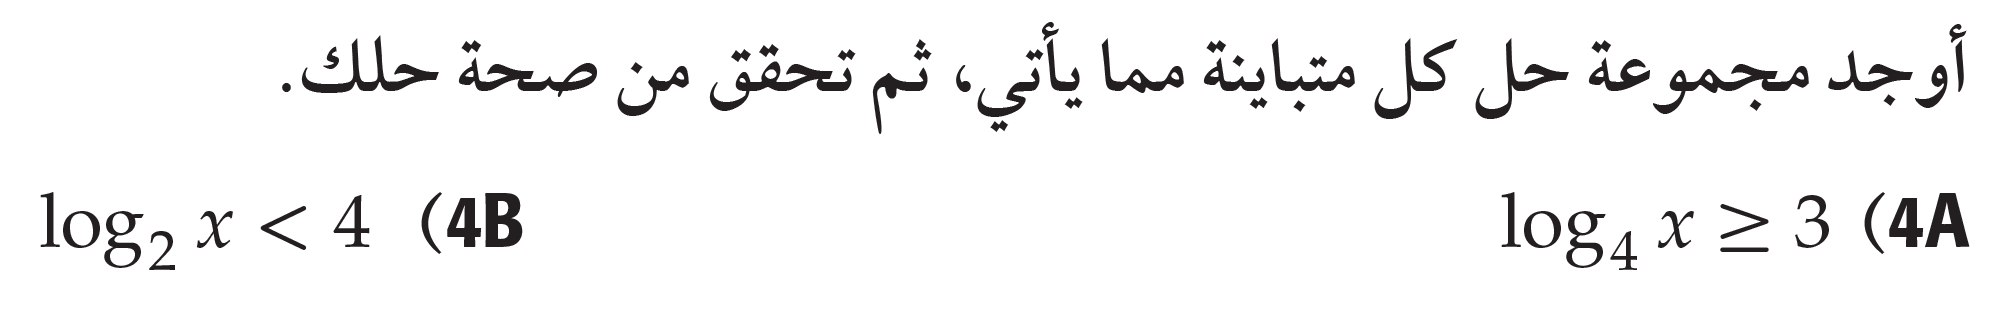 أوجد مجموعة حل كل متباينة مما يأتي، ثم تحقق من صحة حلك.
4A) log₄ x ≥ 3
4B) log₂ x < 4